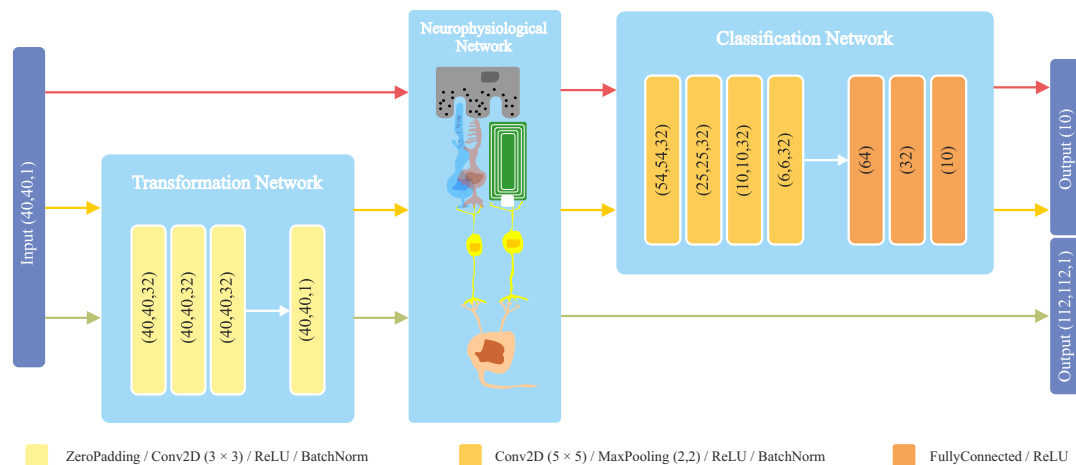 Neurophysiological
Network
Classification Network
Transformation Network
Input (40,40,1)
(40,40,32)
(40,40,32)
(40,40,32)
(40,40,1)
(54,54,32)
(25,25,32)
(10,10,32)
(6,6,32)
(64)
(32)
(10)
Output (10)
Output (112,112,1)
ZeroPadding / Conv2D (3 × 3) / ReLU / BatchNorm
Conv2D (5 × 5) / MaxPooling (2,2) / ReLU / BatchNorm
FullyConnected / ReLU